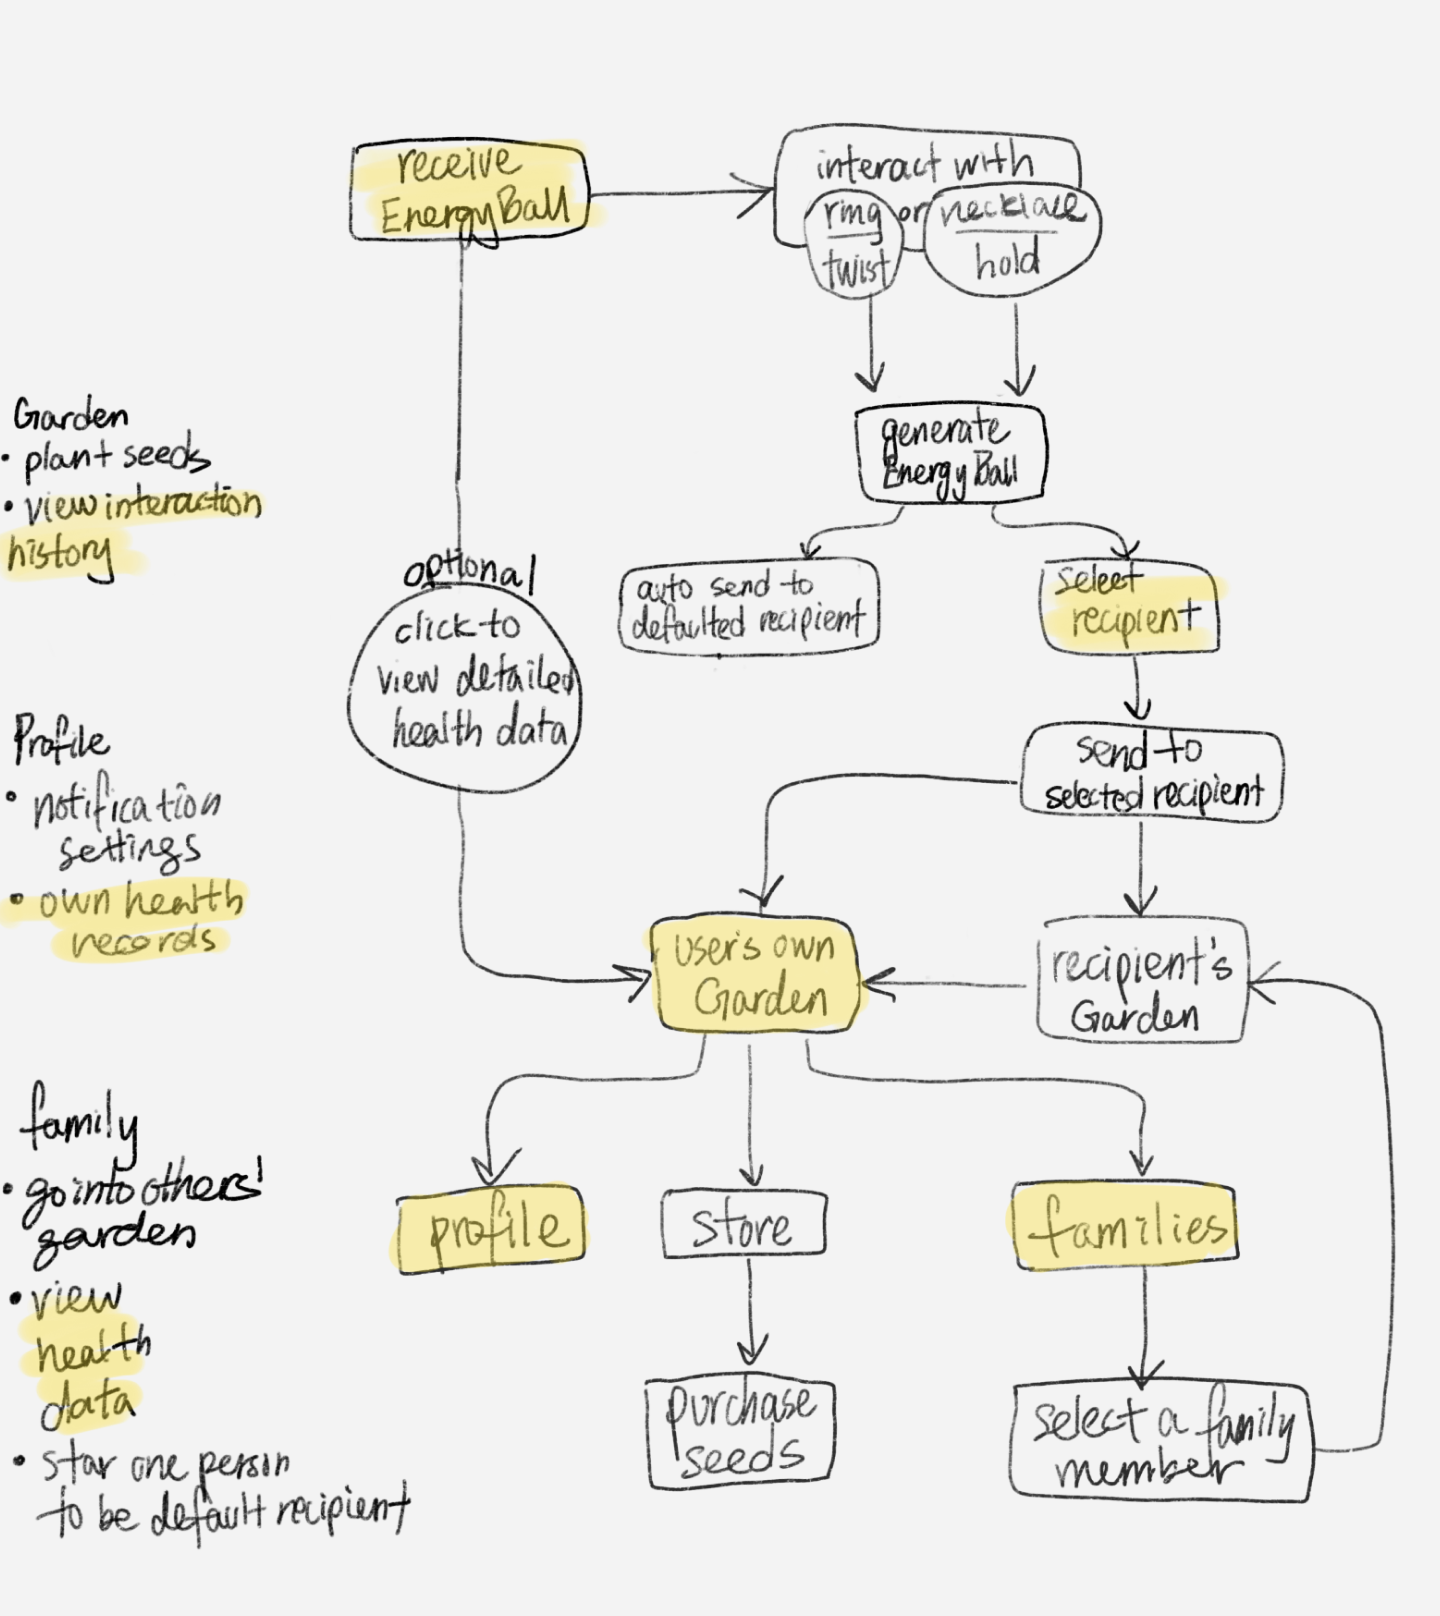 receive
EnergyBall
interact with
ring or necklace
twist
hold
generate
EnergyBall
auto send to
defaulted recipient
select
recipient
send to
selected recipient
optional
click to
view detailed
health data
user's own
Garden
recipient's
Garden
profile
store
families
purchase
seeds
select a family
member
Garden
• plant seeds
• view interaction
history
Profile
• notification
settings
• own health
records
family
• go into others'
garden
• view
health
data
• star one person
to be default recipient